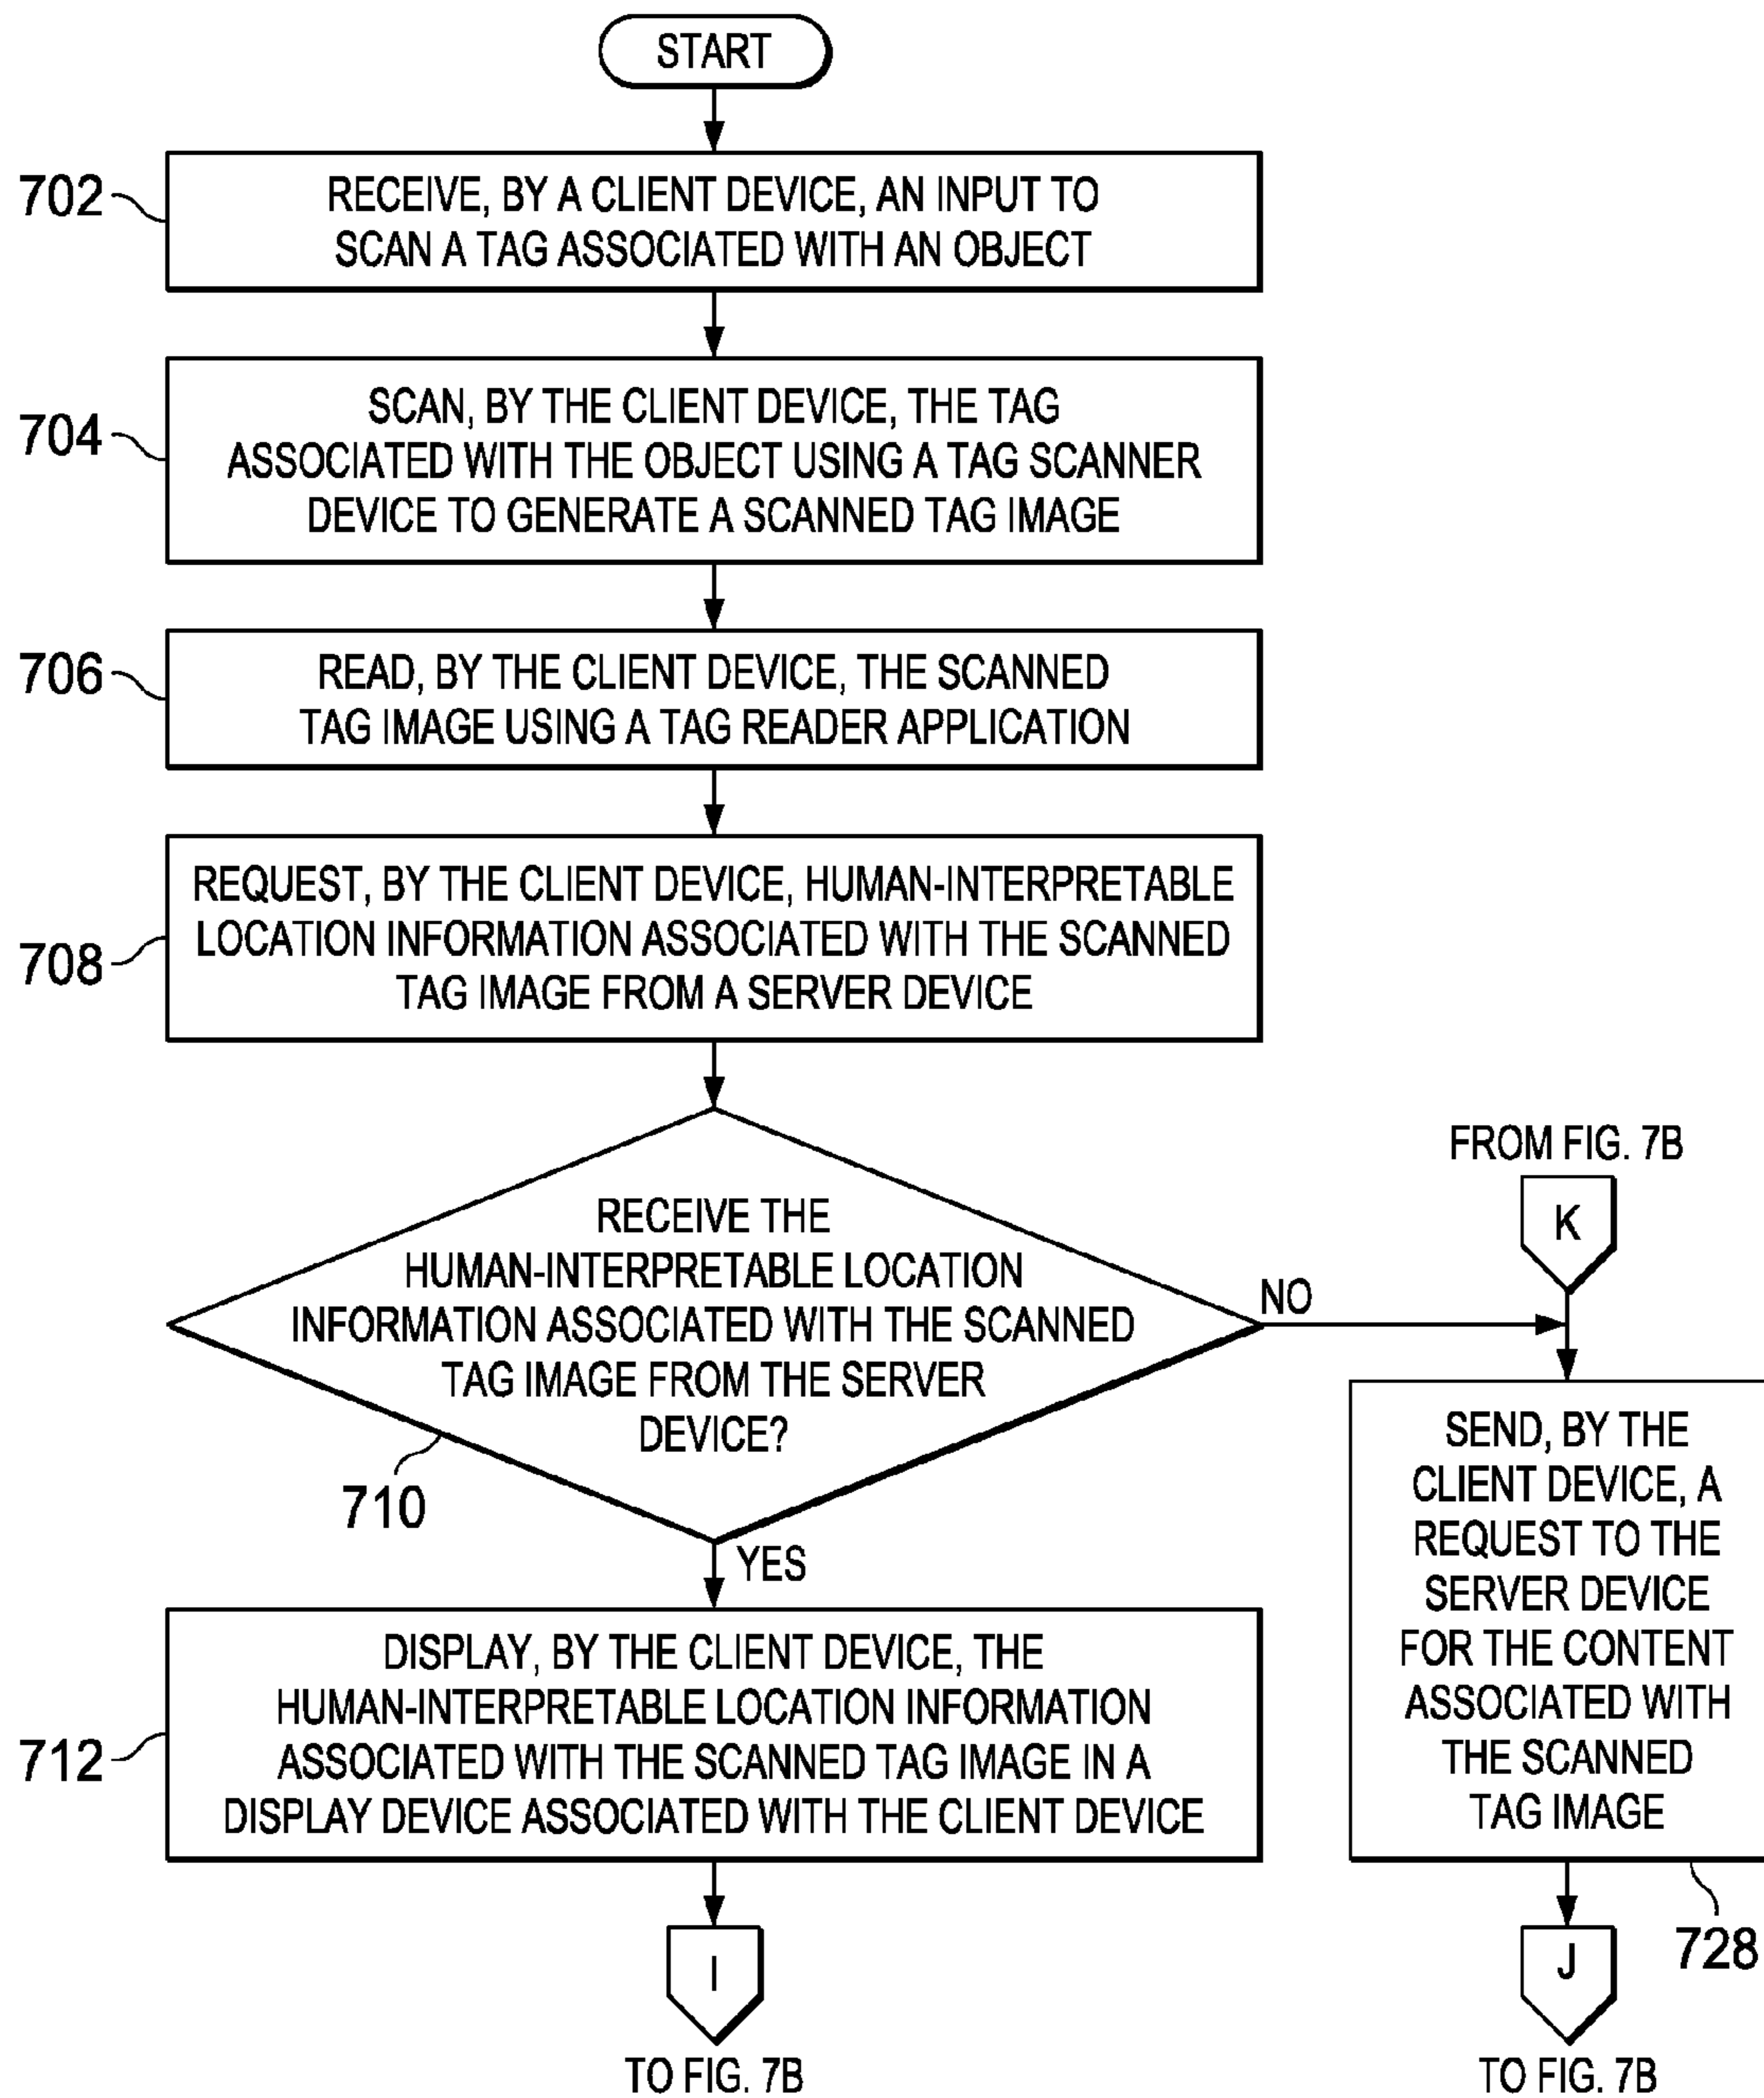 START
702
RECEIVE, BY A CLIENT DEVICE, AN INPUT TO
SCAN A TAG ASSOCIATED WITH AN OBJECT
704
SCAN, BY THE CLIENT DEVICE, THE TAG
ASSOCIATED WITH THE OBJECT USING A TAG SCANNER
DEVICE TO GENERATE A SCANNED TAG IMAGE
706
READ, BY THE CLIENT DEVICE, THE SCANNED
TAG IMAGE USING A TAG READER APPLICATION
708
REQUEST, BY THE CLIENT DEVICE, HUMAN-INTERPRETABLE
LOCATION INFORMATION ASSOCIATED WITH THE SCANNED
TAG IMAGE FROM A SERVER DEVICE
RECEIVE THE
HUMAN-INTERPRETABLE LOCATION
INFORMATION ASSOCIATED WITH THE SCANNED
TAG IMAGE FROM THE SERVER
DEVICE?
710
NO
YES
712
DISPLAY, BY THE CLIENT DEVICE, THE
HUMAN-INTERPRETABLE LOCATION INFORMATION
ASSOCIATED WITH THE SCANNED TAG IMAGE IN A
DISPLAY DEVICE ASSOCIATED WITH THE CLIENT DEVICE
I
TO FIG. 7B
FROM FIG. 7B
K
SEND, BY THE
CLIENT DEVICE, A
REQUEST TO THE
SERVER DEVICE
FOR THE CONTENT
ASSOCIATED WITH
THE SCANNED
TAG IMAGE
728
J
TO FIG. 7B